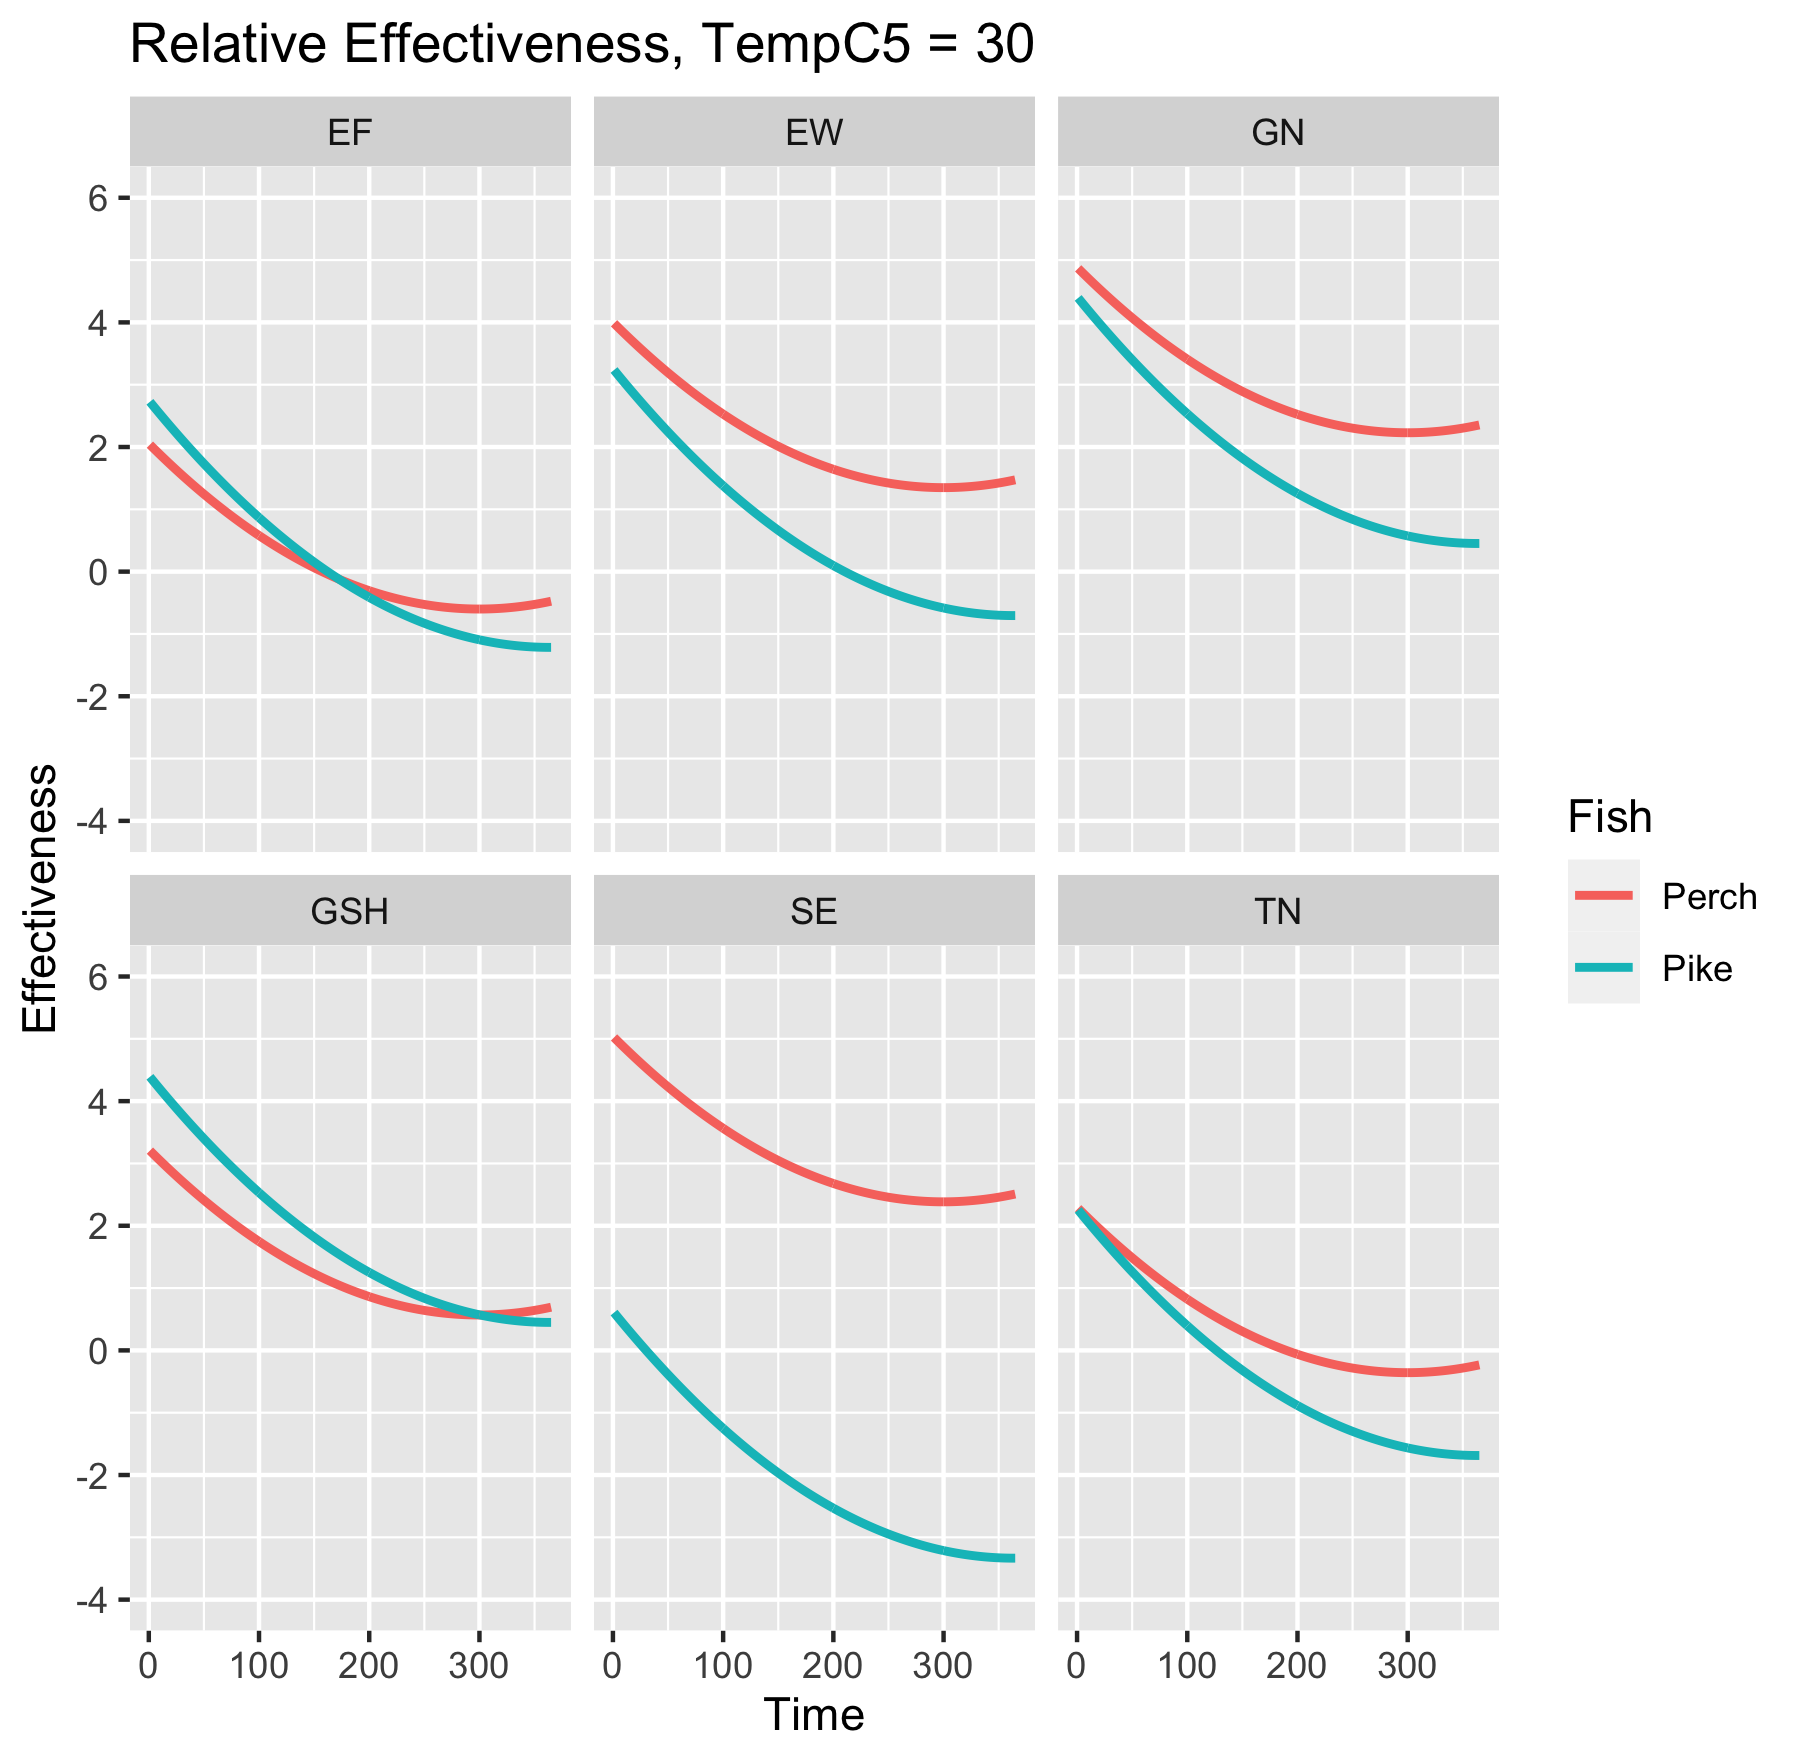 Relative Effectiveness, TempC5 = 30
EF EW GN
6
4
2
0
-2
-4
GSH SE TN
6
4
2
0
-2
-4
0 100 200 300 0 100 200 300 0 100 200 300
Time
Effectiveness
Fish
Perch
Pike